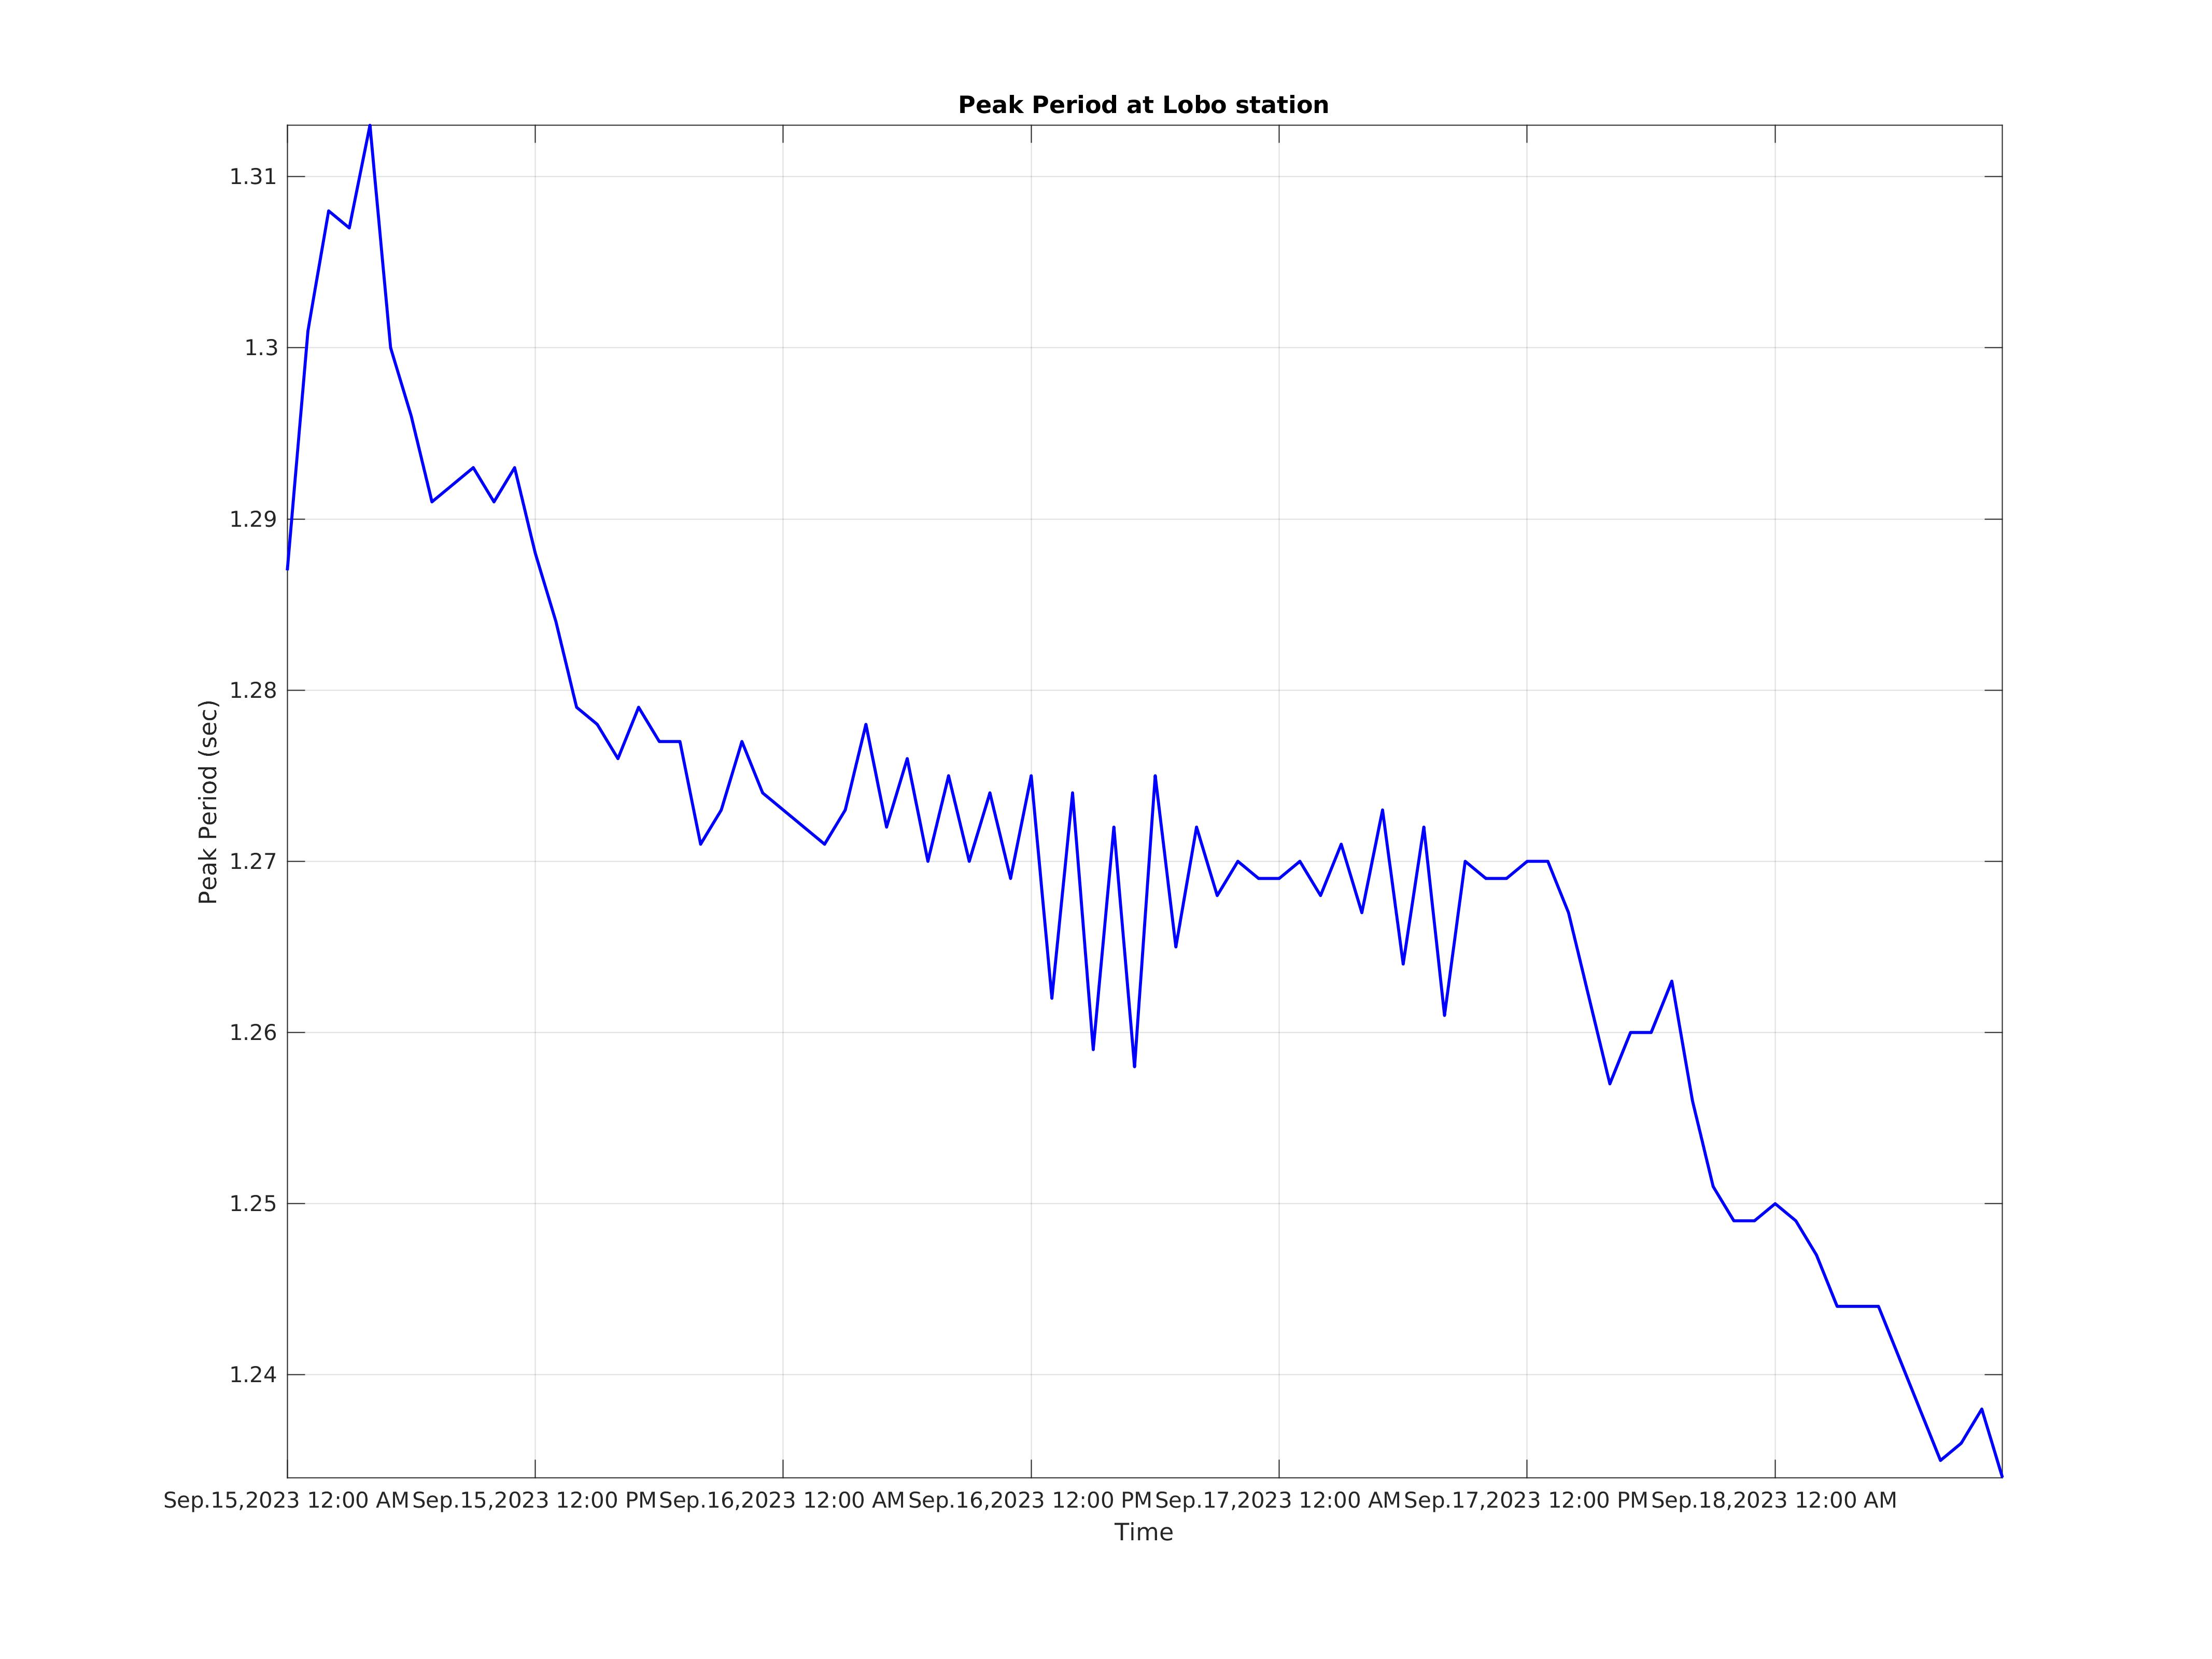 Peak Period at Lobo station
Peak Period (sec)
1.31
1.3
1.29
1.28
1.27
1.26
1.25
1.24
Sep.15,2023 12:00 AM Sep.15,2023 12:00 PM Sep.16,2023 12:00 AM Sep.16,2023 12:00 PM Sep.17,2023 12:00 AM Sep.17,2023 12:00 PM Sep.18,2023 12:00 AM
Time